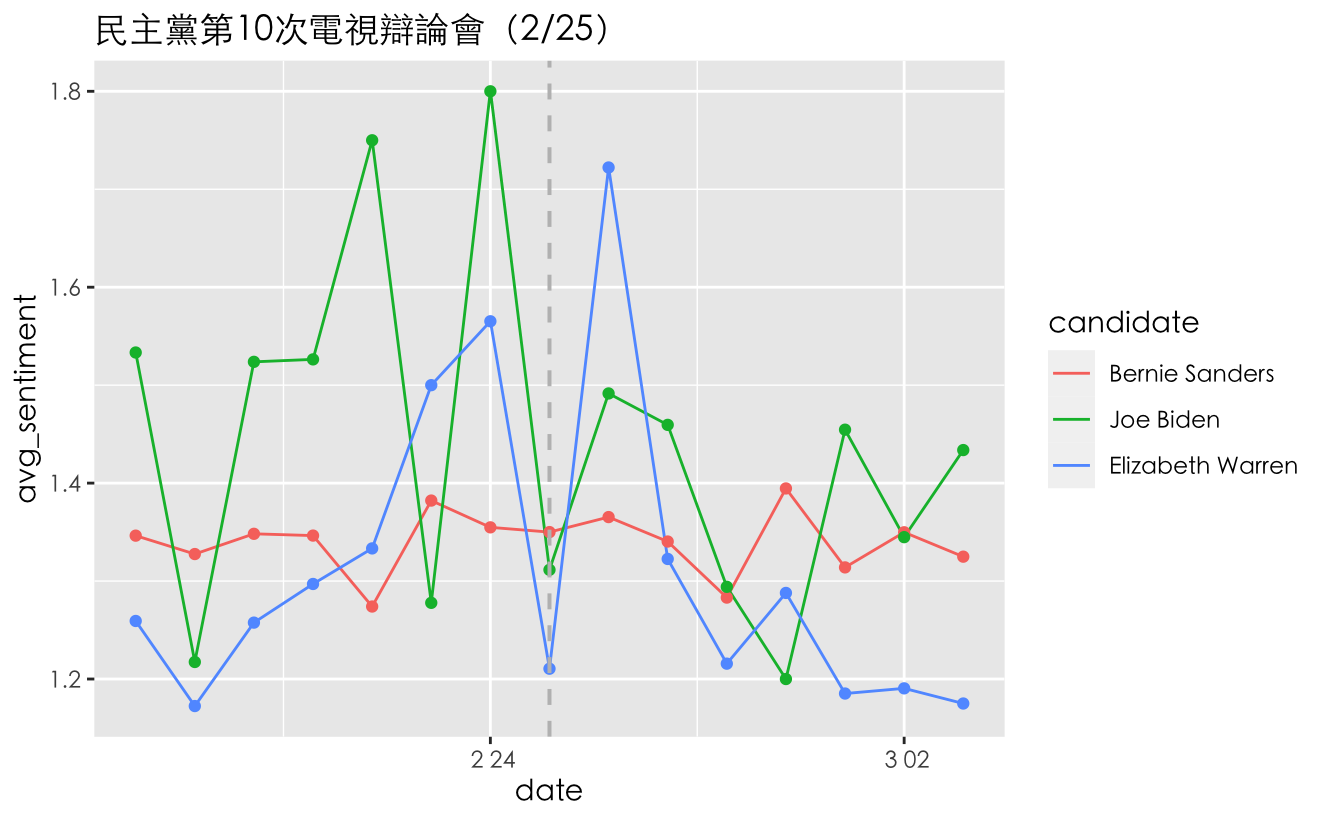 民主黨第10次電視辯論會（2/25）
1.8
1.6
1.4
1.2
avg_sentiment
2 24
3 02
date
candidate
Bernie Sanders
Joe Biden
Elizabeth Warren